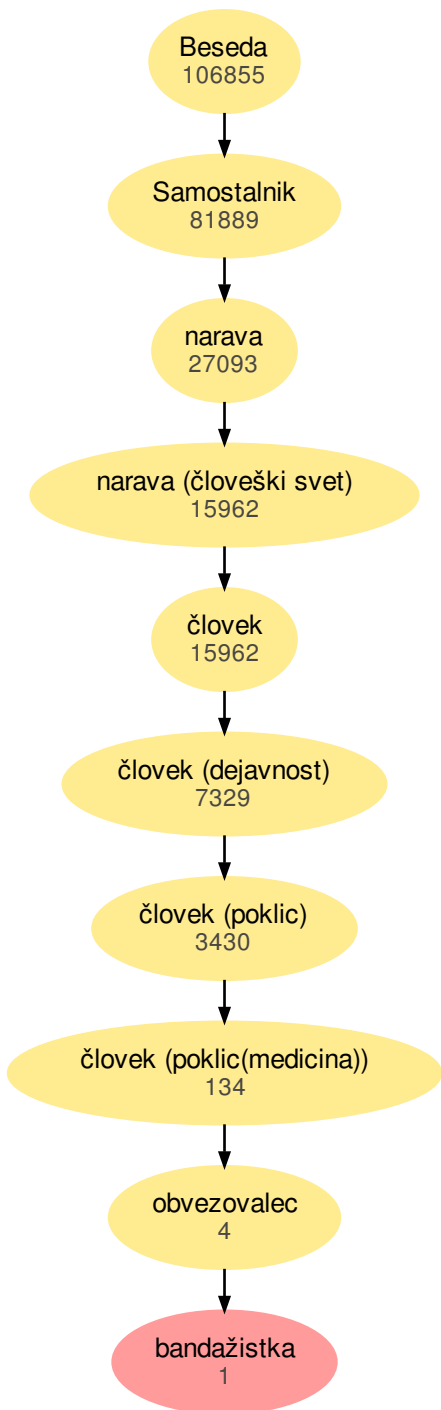 Beseda
106855
Samostalnik
81889
narava
27093
narava (človeški svet)
15962
človek
15962
človek (dejavnost)
7329
človek (poklic)
3430
človek (poklic(medicina))
134
obvezovalec
4
bandažistka
1